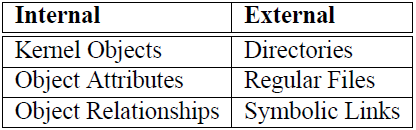 Internal External
Kernel Objects Directories
Object Attributes Regular Files
Object Relationships Symbolic Links